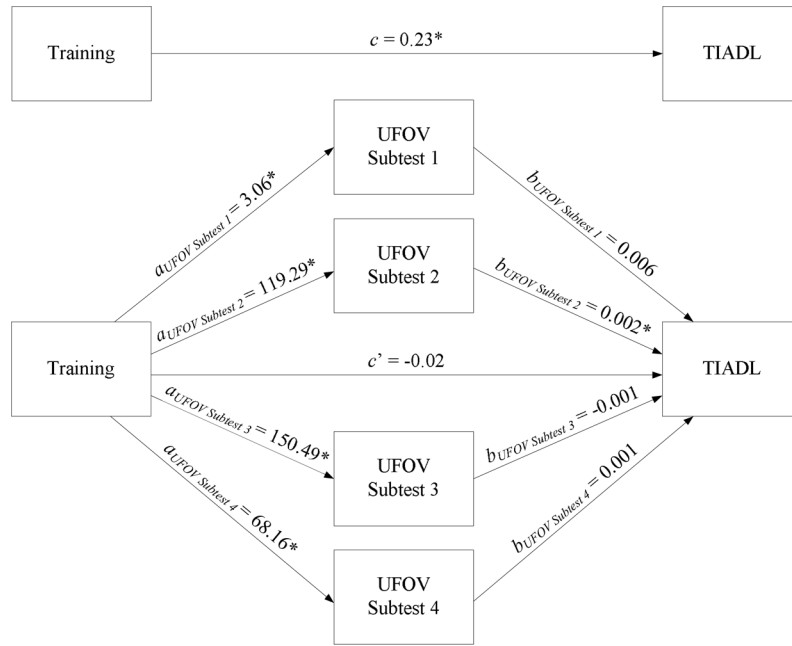 Training
c = 0.23*
TIADL
UFOV
Subtest 1
aUFOV Subtest 1 = 3.06*
bUFOV Subtest 1 = 0.006
UFOV
Subtest 2
aUFOV Subtest 2 = 119.29*
bUFOV Subtest 2 = 0.002*
Training
c’ = -0.02
TIADL
aUFOV Subtest 3 = 150.49*
bUFOV Subtest 3 = -0.001
UFOV
Subtest 3
aUFOV Subtest 4 = 68.16*
bUFOV Subtest 4 = 0.001
UFOV
Subtest 4